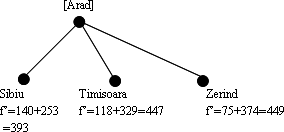 [Arad]
Sibiu
f'=140+253
=393
Timisoara
f'=118+329=447
Zerind
f'=75+374=449